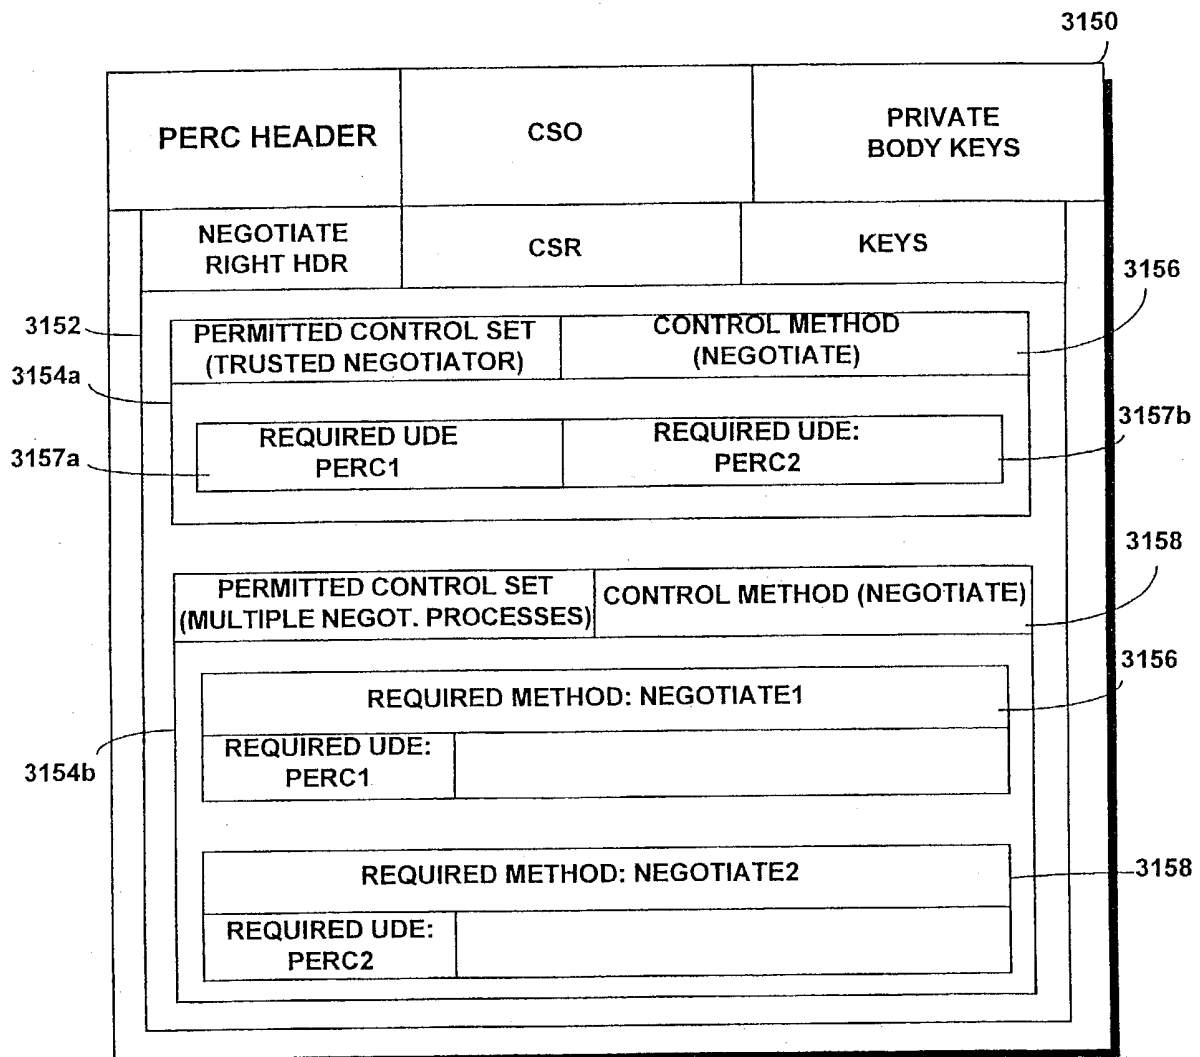 3150
PERC HEADER
CSO
PRIVATE
BODY KEYS
NEGOTIATE
RIGHT HDR
CSR
KEYS
3156
3152
PERMITTED CONTROL SET
(TRUSTED NEGOTIATOR)
CONTROL METHOD
(NEGOTIATE)
3154a
3157a
REQUIRED UDE
PERC1
REQUIRED UDE:
PERC2
3157b
3158
PERMITTED CONTROL SET
(MULTIPLE NEGOT. PROCESSES)
CONTROL METHOD (NEGOTIATE)
3156
REQUIRED METHOD: NEGOTIATE1
REQUIRED UDE:
PERC1
3154b
REQUIRED METHOD: NEGOTIATE2
3158
REQUIRED UDE:
PERC2